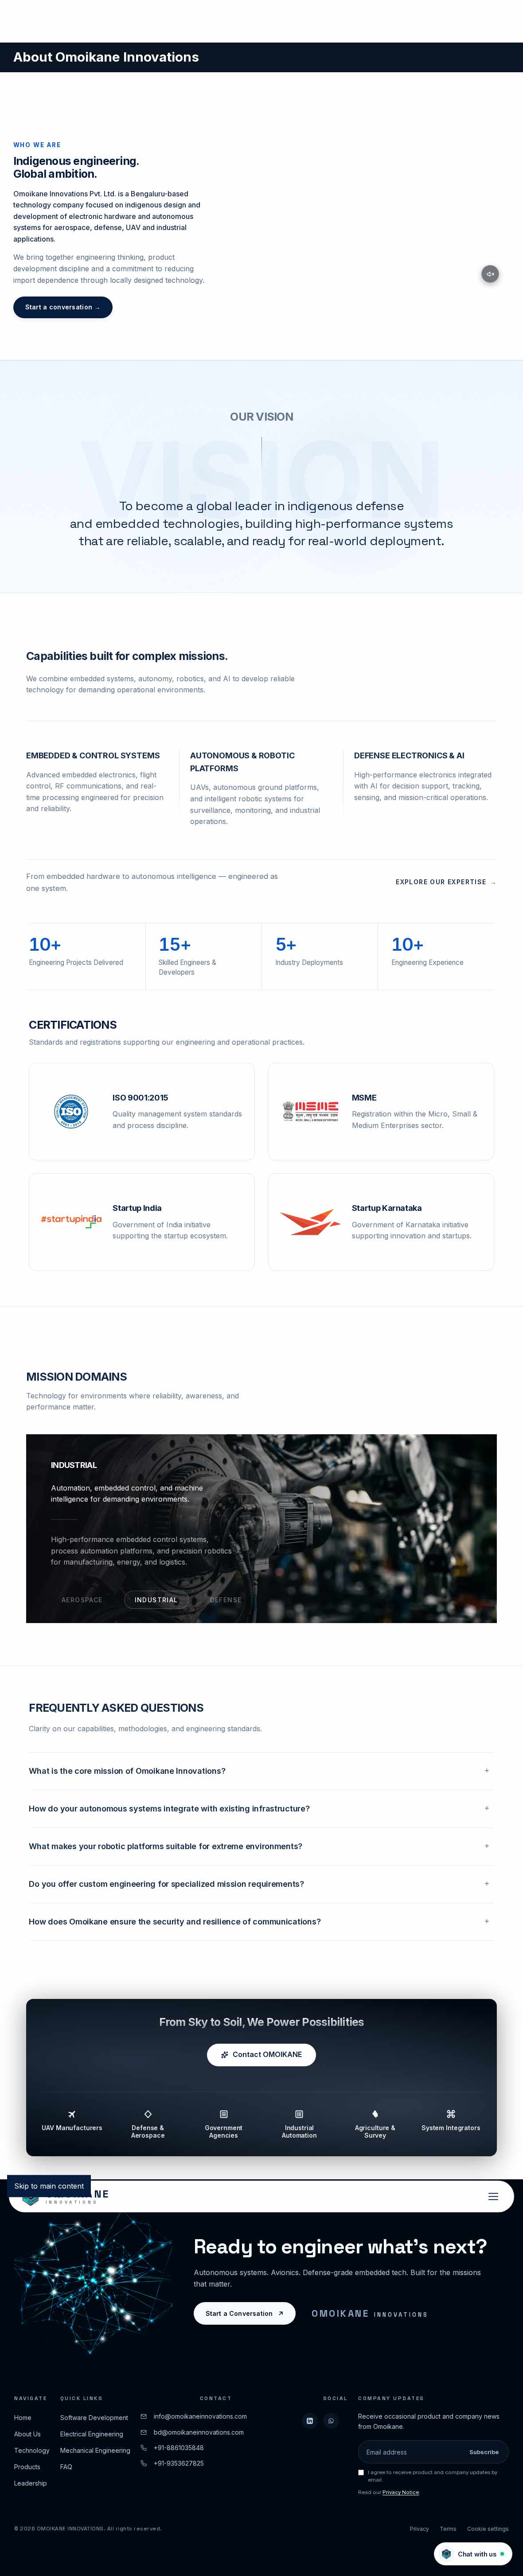 About Omoikane Innovations
WHO WE ARE
Indigenous engineering.
Global ambition.
Omoikane Innovations Pvt. Ltd. is a Bengaluru-based
technology company focused on indigenous design and
development of electronic hardware and autonomous
systems for aerospace, defense, UAV and industrial
applications.
We bring together engineering thinking, product
development discipline and a commitment to reducing
import dependence through locally designed systems.
Start a conversation →
OUR VISION
VISION
To become a global leader in indigenous defense
and embedded technologies, building high-performance systems
that are reliable, scalable, and ready for real-world deployment.
Capabilities built for complex missions.
We combine embedded systems, autonomy, robotics, and AI to develop reliable
technology for demanding operational environments.
EMBEDDED & CONTROL SYSTEMS
Advanced embedded electronics, flight
control, RF communications, and real-
time processing engineered for precision
and reliability.
AUTONOMOUS & ROBOTIC
PLATFORMS
UAVs, autonomous ground platforms,
and intelligent robotic systems for
surveillance, monitoring, and industrial
operations.
DEFENSE ELECTRONICS & AI
High-performance electronics integrated
with AI for decision support, tracking,
sensing, and mission-critical operations.
From embedded hardware to autonomous intelligence — engineered as
one system.
EXPLORE OUR EXPERTISE →
10+
Engineering Projects Delivered
15+
Skilled Engineers &
Developers
5+
Industry Deployments
10+
Engineering Experience
CERTIFICATIONS
Standards and registrations supporting our engineering and operational practices.
ISO
ISO 9001:2015
Quality management system standards
and process discipline.
MSME
MSME
Registration within the Micro, Small &
Medium Enterprises sector.
#startupindia
Startup India
Government of India initiative
supporting the startup ecosystem.
Startup Karnataka
Government of Karnataka initiative
supporting innovation and startups.
MISSION DOMAINS
Technology for environments where reliability, awareness, and
performance matter.
INDUSTRIAL
Automation, embedded control, and machine
intelligence for demanding environments.
High-performance embedded control systems,
process automation platforms, and precision robotics
for manufacturing, energy, and logistics.
AEROSPACE
INDUSTRIAL
DEFENSE
FREQUENTLY ASKED QUESTIONS
Clarity on our capabilities, methodologies, and engineering standards.
What is the core mission of Omoikane Innovations? +
How do your autonomous systems integrate with existing infrastructure? +
What makes your robotic platforms suitable for extreme environments? +
Do you offer custom engineering for specialized mission requirements? +
How does Omoikane ensure the security and resilience of communications? +
From Sky to Soil, We Power Possibilities
Contact OMOIKANE
UAV Manufacturers
Defense &
Aerospace
Government
Agencies
Industrial
Automation
Agriculture &
Survey
System Integrators
Skip to main content
INNOVATIONS
Ready to engineer what's next?
Autonomous systems. Avionics. Defense-grade embedded tech. Built for the missions
that matter.
Start a Conversation ↗
OMOIKANE INNOVATIONS
NAVIGATE
Home
About Us
Technology
Products
Leadership
QUICK LINKS
Software Development
Electrical Engineering
Mechanical Engineering
FAQ
CONTACT
info@omoikaneinnovations.com
bd@omoikaneinnovations.com
+91-8861035848
+91-9353627825
SOCIAL
COMPANY UPDATES
Receive occasional product and company news
from Omoikane.
Email address
Subscribe
I agree to receive product and company updates by
email.
Read our Privacy Notice
© 2026 OMOIKANE INNOVATIONS. All rights reserved.
Privacy
Terms
Cookie settings
Chat with us